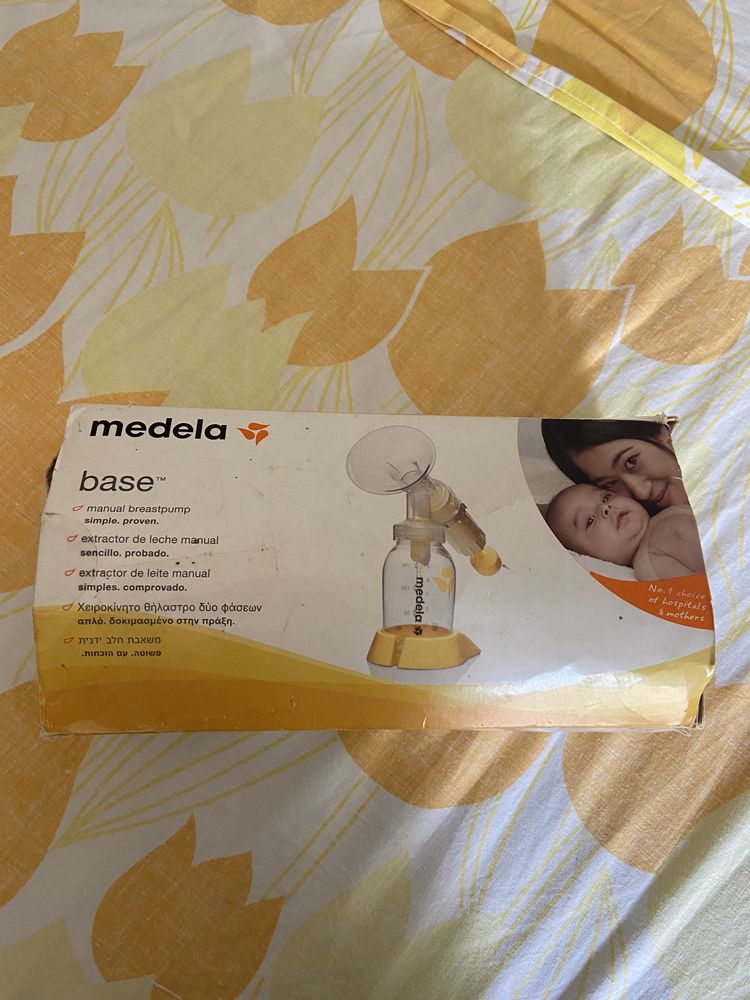 medela
base™
manual breastpump
simple. proven.
extractor de leche manual
sencillo. probado.
extractor de leite manual
simples. comprovado.
Χειροκίνητο θήλαστρο δύο φάσεων
απλό. δοκιμασμένο στην πράξη.
משאבת חלב ידנית
פשוטה. עם הוכחות.
medela
No. 1 choice
of hospitals
& mothers